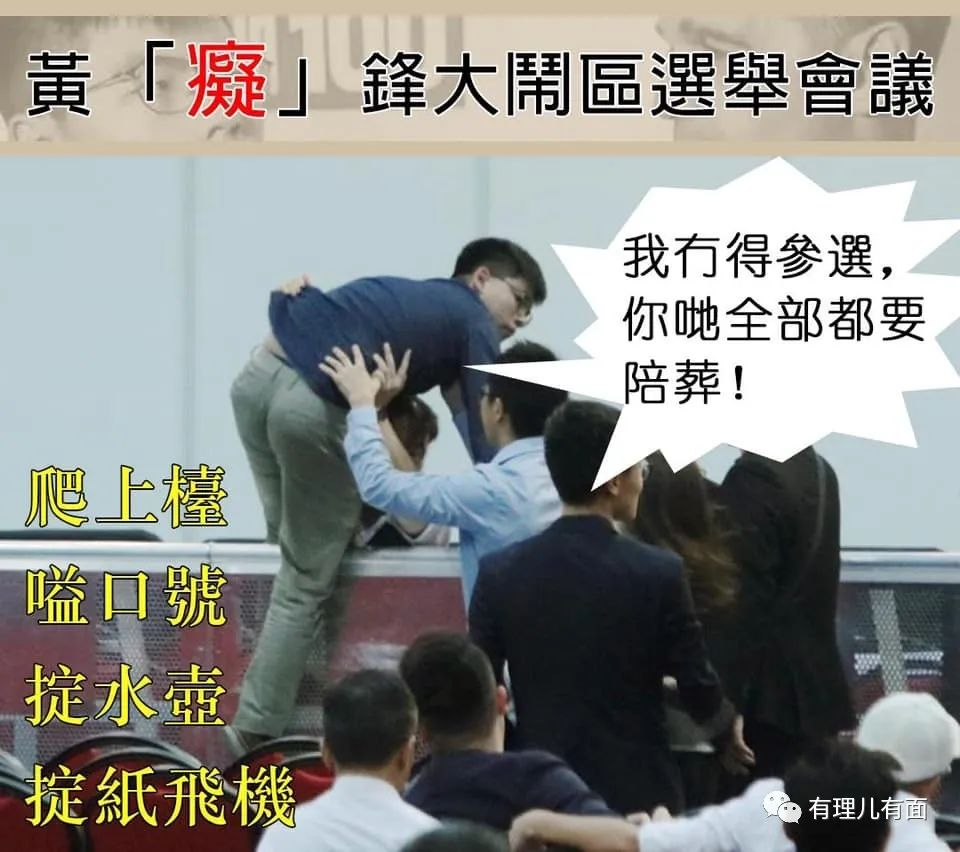 黃「癡」鋒大鬧區選舉會議
我冇得參選,
你哋全部都要
陪葬!
爬上檯
嗌口號
掟水壺
掟紙飛機
有理儿有面